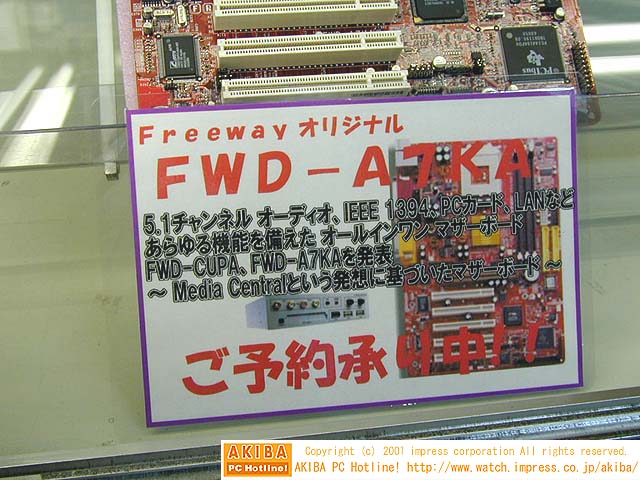 PCIbus
Freeway オリジナル
FWD-A7KA
5.1チャンネル オーディオ、IEEE 1394、PCカード、LANなど
あらゆる機能を備えた オールインワン マザーボード
FWD-CUPA、FWD-A7KAを発表
～ Media Centralという発想に基づいたマザーボード ～
ご予約承り中!!
AKIBA
PC Hotline!
Copyright (c) 2001 impress corporation All rights reserved.
AKIBA PC Hotline! http://www.watch.impress.co.jp/akiba/